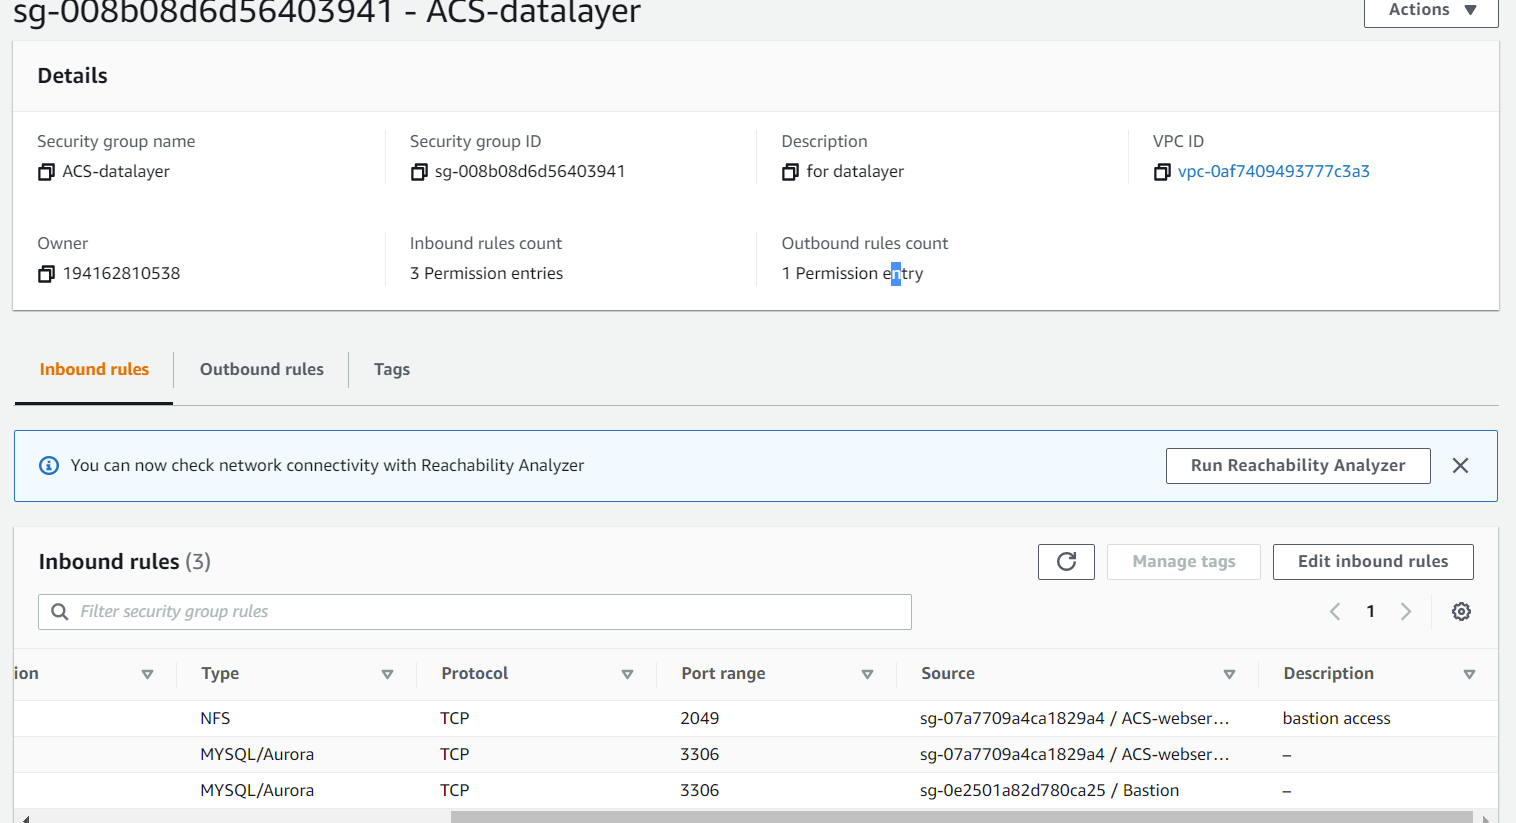 sg-008b08d6d56403941 - ACS-datalayer
Actions
Details
Security group name
ACS-datalayer
Security group ID
sg-008b08d6d56403941
Description
for datalayer
VPC ID
vpc-0af7409493777c3a3
Owner
194162810538
Inbound rules count
3 Permission entries
Outbound rules count
1 Permission entry
Inbound rules
Outbound rules
Tags
You can now check network connectivity with Reachability Analyzer
Run Reachability Analyzer
Inbound rules (3)
Manage tags
Edit inbound rules
Filter security group rules
1
ion Type Protocol Port range Source Description
NFS TCP 2049 sg-07a7709a4ca1829a4 / ACS-webser... bastion access
MYSQL/Aurora TCP 3306 sg-07a7709a4ca1829a4 / ACS-webser... –
MYSQL/Aurora TCP 3306 sg-0e2501a82d780ca25 / Bastion –